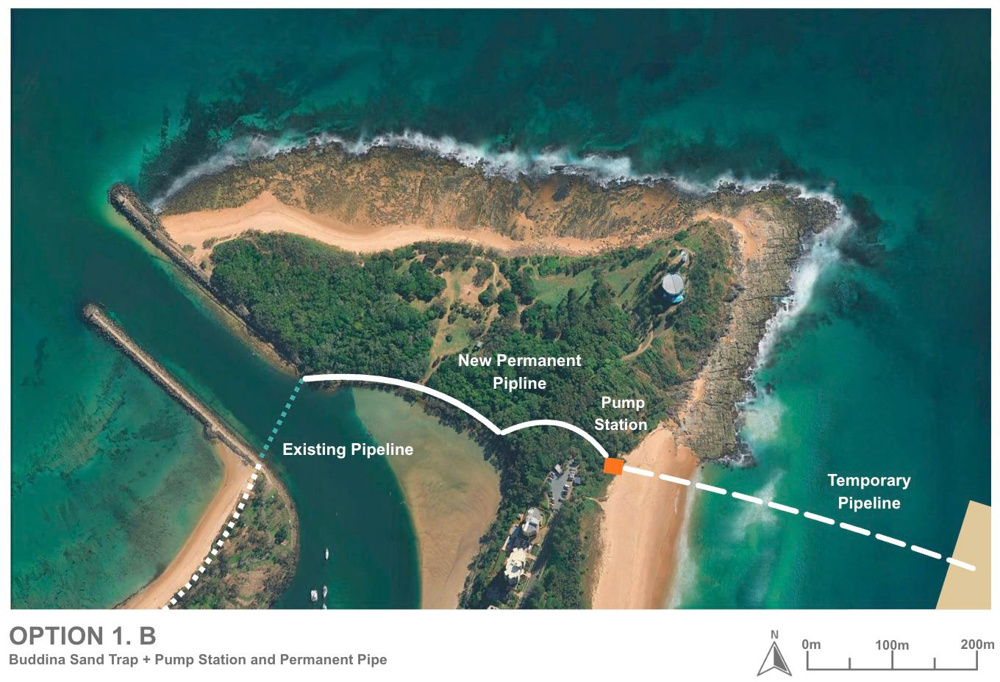 New Permanent
Pipline
Pump
Station
Existing Pipeline
Temporary
Pipeline
OPTION 1. B
Buddina Sand Trap + Pump Station and Permanent Pipe
N
0m
100m
200m